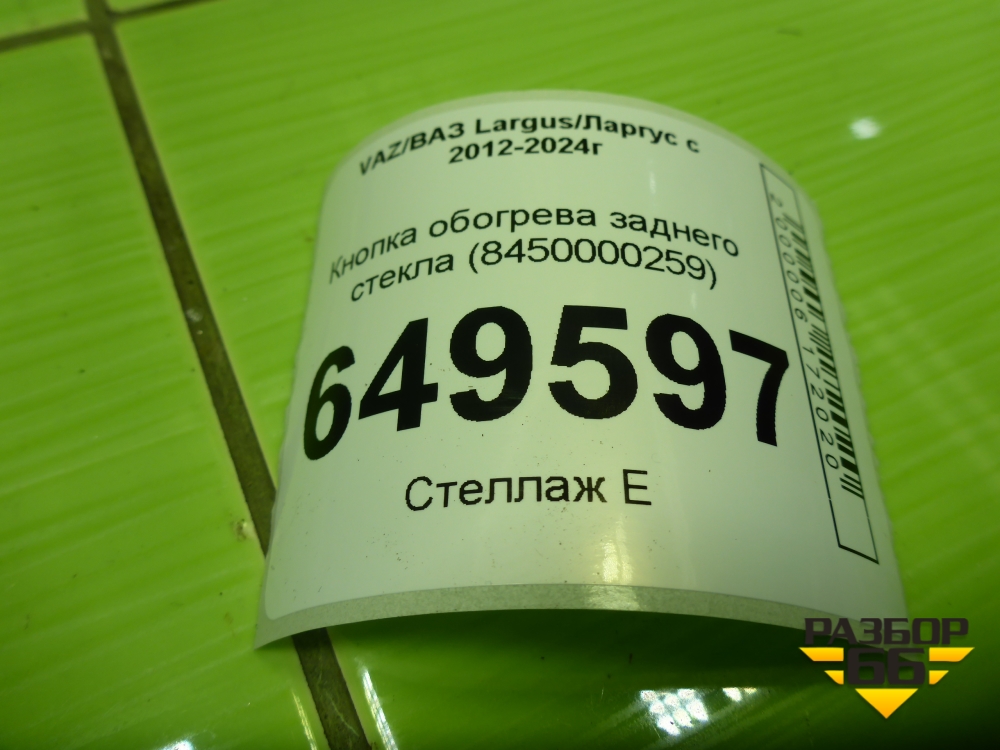 VAZ/ВАЗ Largus/Ларгус с
2012-2024г
Кнопка обогрева заднего
стекла (8450000259)
649597
Стеллаж Е
2000006172020
РАЗБОР
66